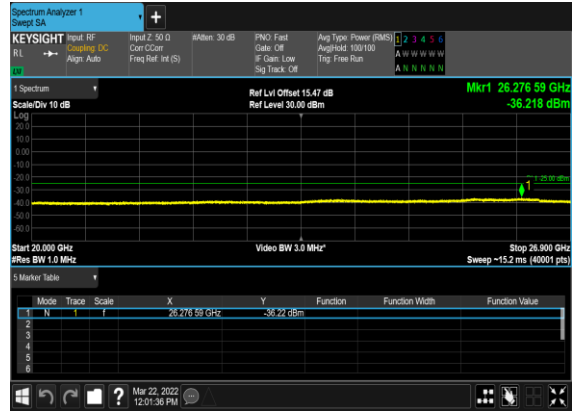 Spectrum Analyzer 1
Swept SA
+
KEYSIGHT Input: RF Input Z: 50 Ω #Atten: 30 dB PNO: Fast Avg Type: Power (RMS) 1 2 3 4 5 6
RL Coupling: DC Corr CCorr Gate: Off Avg|Hold: 100/100 A W W W W W
Align: Auto Freq Ref: Int (S) IF Gain: Low Trig: Free Run
Sig Track: Off A N N N N N
1 Spectrum Ref Lvl Offset 15.47 dB Mkr1 26.276 59 GHz
Scale/Div 10 dB Ref Level 30.00 dBm -36.218 dBm
Log
20.0
10.0
0.00
-10.0
-20.0
-25.00 dBm
1
-30.0
-40.0
-50.0
-60.0
Start 20.000 GHz Video BW 3.0 MHz* Stop 26.900 GHz
#Res BW 1.0 MHz Sweep ~15.2 ms (40001 pts)
5 Marker Table
Mode Trace Scale X Y Function Function Width Function Value
1 N 1 f 26.276 59 GHz -36.22 dBm
2
3
4
5
6
? Mar 22, 2022
12:01:36 PM